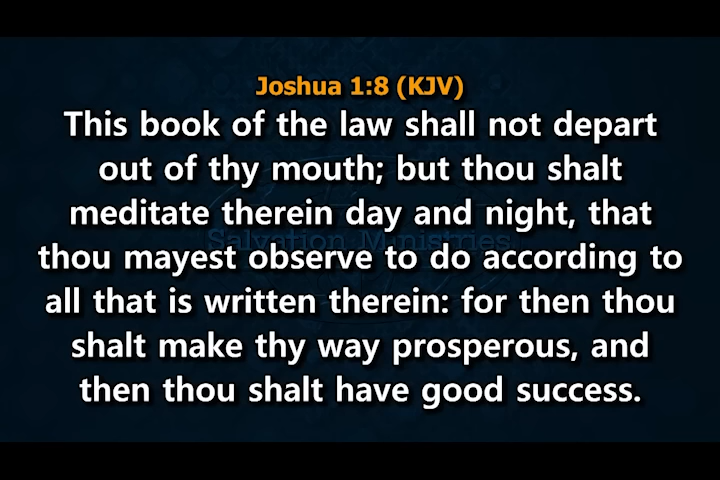 Joshua 1:8 (KJV)
This book of the law shall not depart
out of thy mouth; but thou shalt
meditate therein day and night, that
Salvation Ministries
thou mayest observe to do according to
all that is written therein: for then thou
shalt make thy way prosperous, and
then thou shalt have good success.